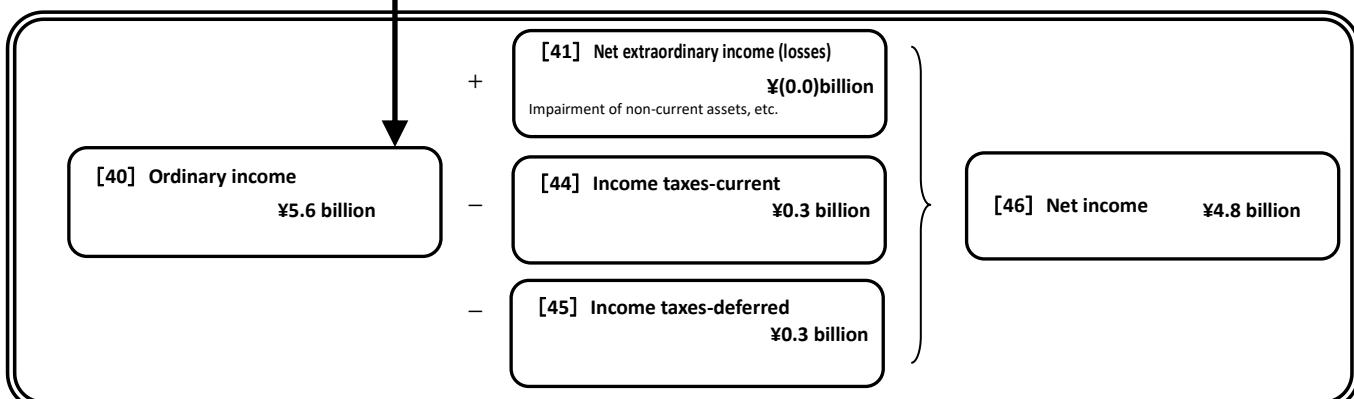 [41] Net extraordinary income (losses)
+
¥(0.0)billion
Impairment of non-current assets, etc.
[40] Ordinary income
¥5.6 billion
−
[44] Income taxes-current
¥0.3 billion
[46] Net income ¥4.8 billion
−
[45] Income taxes-deferred
¥0.3 billion